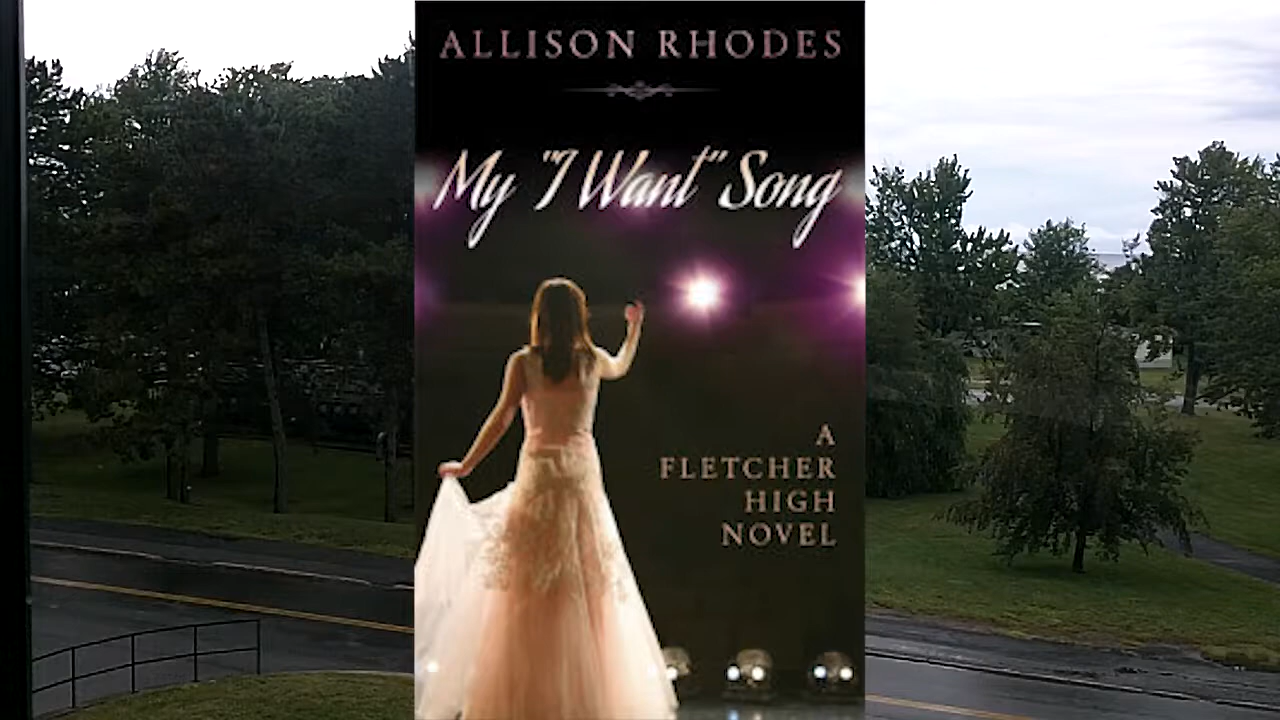 ALLISON RHODES
My "I Want" Song
A
FLETCHER
HIGH
NOVEL